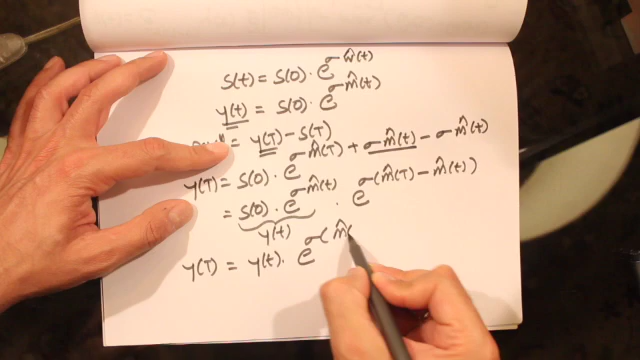 S(t) = S(0) · e^{σ Ŵ(t)}
y(t) = S(0) · e^{σ m̂(t)}
= y(T) − S(T)
y(T) = S(0) · e^{σ m̂(T) + σ m̂(t) − σ m̂(t)}
= S(0) · e^{σ m̂(t)} · e^{σ(m̂(T) − m̂(t))}
y(t)
y(T) = y(t) · e^{σ( m̂(